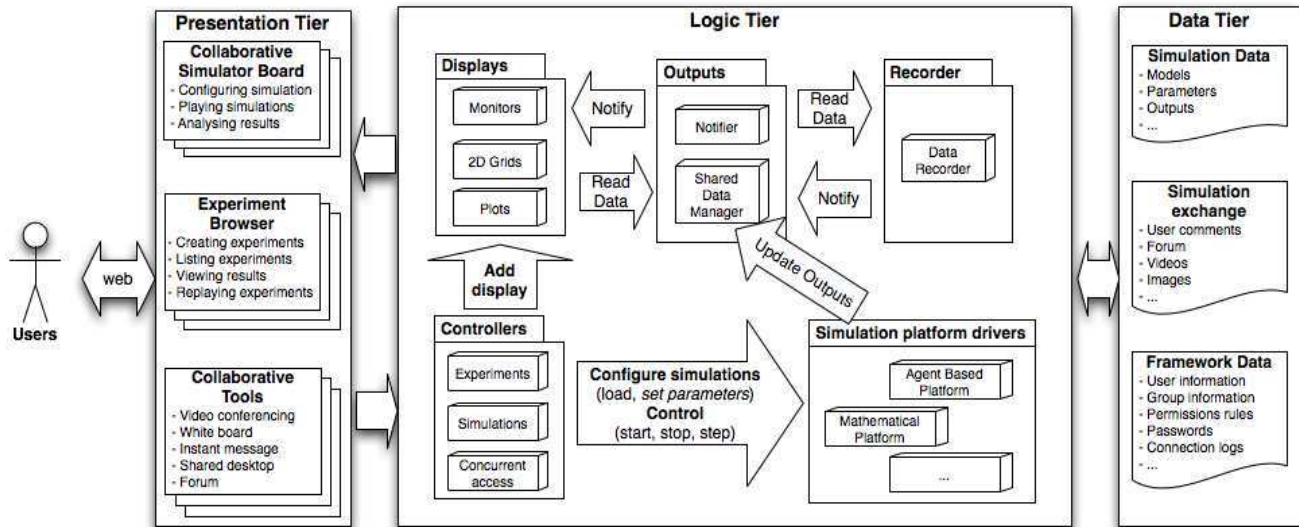 Presentation Tier
Collaborative
Simulator Board
- Configuring simulation
- Playing simulations
- Analysing results
Experiment
Browser
- Creating experiments
- Listing experiments
- Viewing results
- Replaying experiments
Collaborative
Tools
- Video conferencing
- White board
- Instant message
- Shared desktop
- Forum
web
Users
Logic Tier
Displays
Monitors
2D Grids
Plots
Notify
Read
Data
Outputs
Notifier
Shared
Data
Manager
Read
Data
Notify
Recorder
Data
Recorder
Add
display
Update Outputs
Controllers
Experiments
Simulations
Concurrent
access
Configure simulations
(load, set parameters)
Control
(start, stop, step)
Simulation platform drivers
Agent Based
Platform
Mathematical
Platform
...
Data Tier
Simulation Data
- Models
- Parameters
- Outputs
- ...
Simulation
exchange
- User comments
- Forum
- Videos
- Images
- ...
Framework Data
- User information
- Group information
- Permissions rules
- Passwords
- Connection logs
- ...